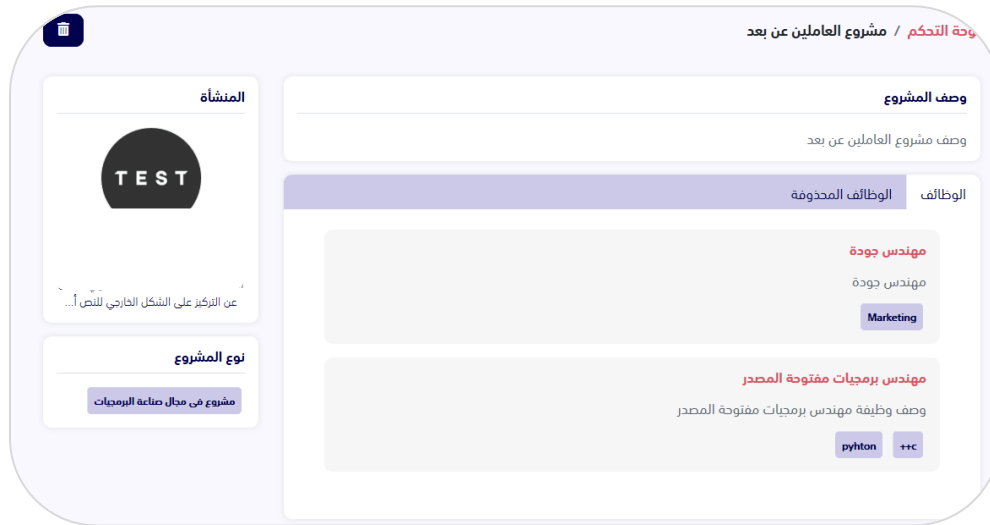 وحة التحكم / مشروع العاملين عن بعد
وصف المشروع
وصف مشروع العاملين عن بعد
الوظائف
الوظائف المحذوفة
مهندس جودة
مهندس جودة
Marketing
مهندس برمجيات مفتوحة المصدر
وصف وظيفة مهندس برمجيات مفتوحة المصدر
c++
pyhton
المنشأة
TEST
عن التركيز على الشكل الخارجي للنص أ...
نوع المشروع
مشروع في مجال صناعة البرمجيات